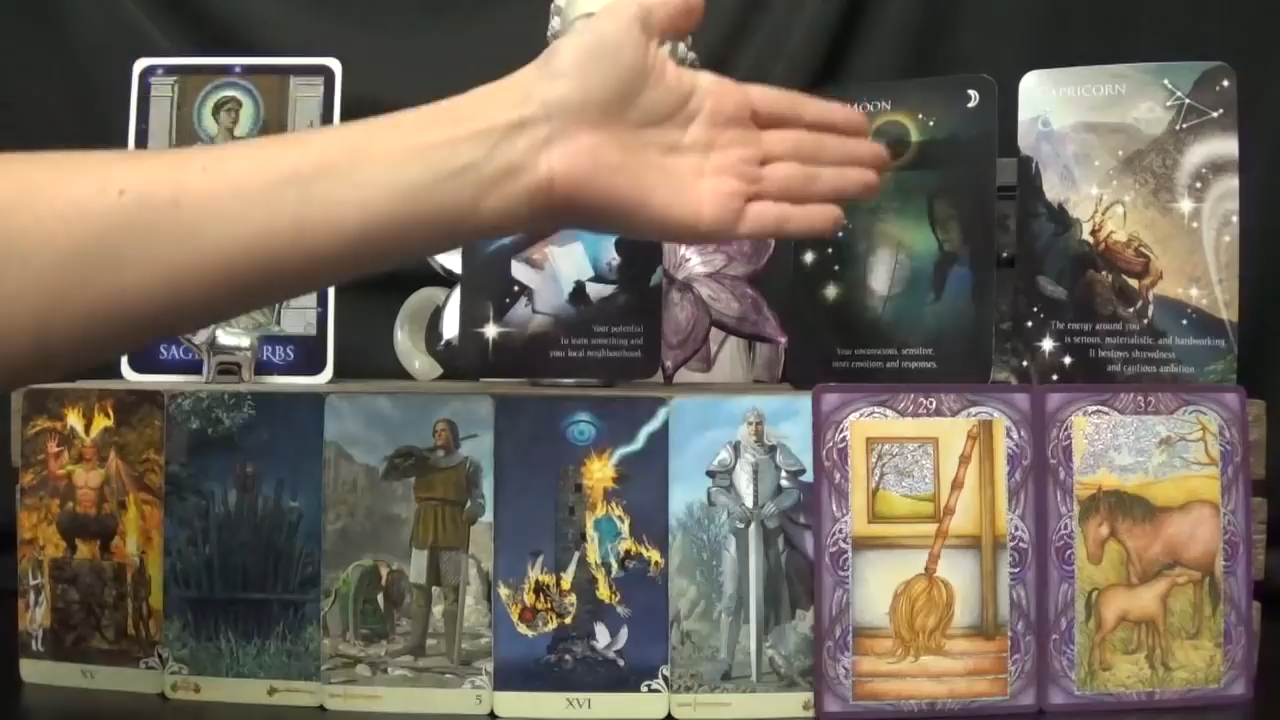 MOON
CAPRICORN
Your potential
To learn something and
your local neighbourhood.
Your unconscious, sensitive,
inner emotions and responses.
The energy around you
is serious, materialistic, and hardworking.
It bestows shrewdness
and cautious ambition
SAG
RBS
29
32
XV
5
XVI